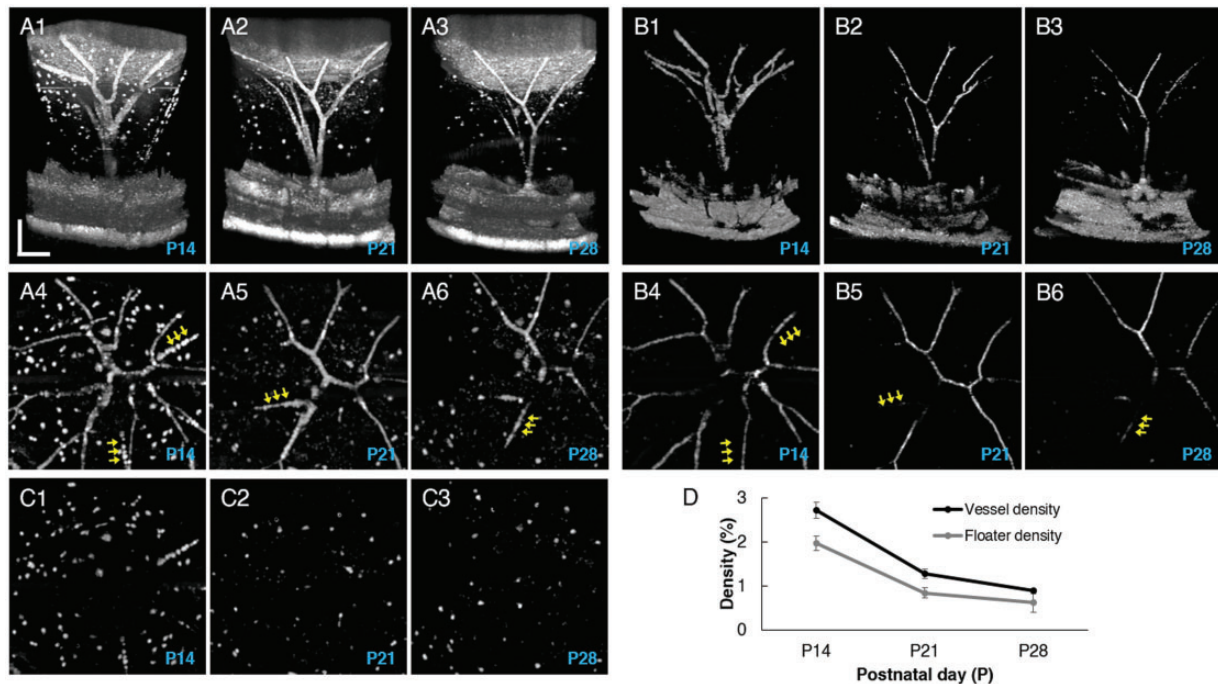 A1
P14
A2
P21
A3
P28
B1
P14
B2
P21
B3
P28
A4
P14
A5
P21
A6
P28
B4
P14
B5
P21
B6
P28
C1
P14
C2
P21
C3
P28
D
Density (%)
3
2
1
0
Vessel density
Floater density
P14 P21 P28
Postnatal day (P)